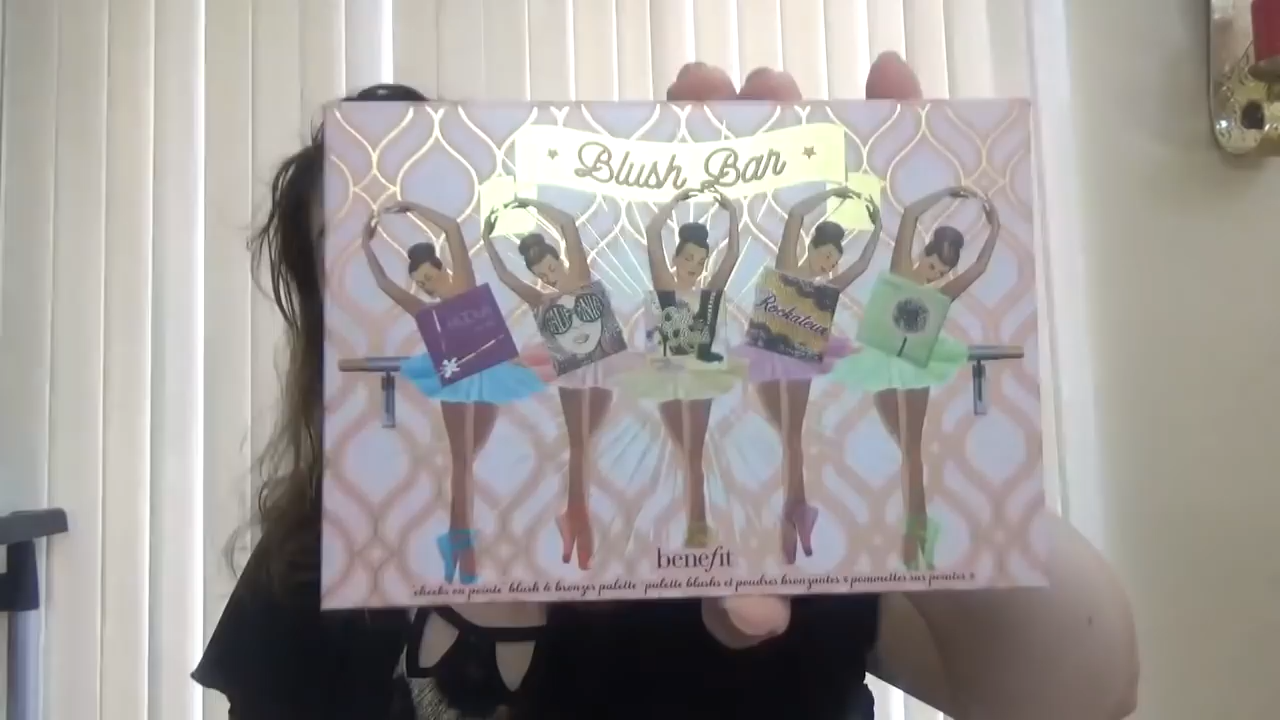 Blush Bar
Rockateur
benefit
"cheeks on pointe" blush & bronzer palette palette blushs et poudres bronzantes « pommettes sur pointes »